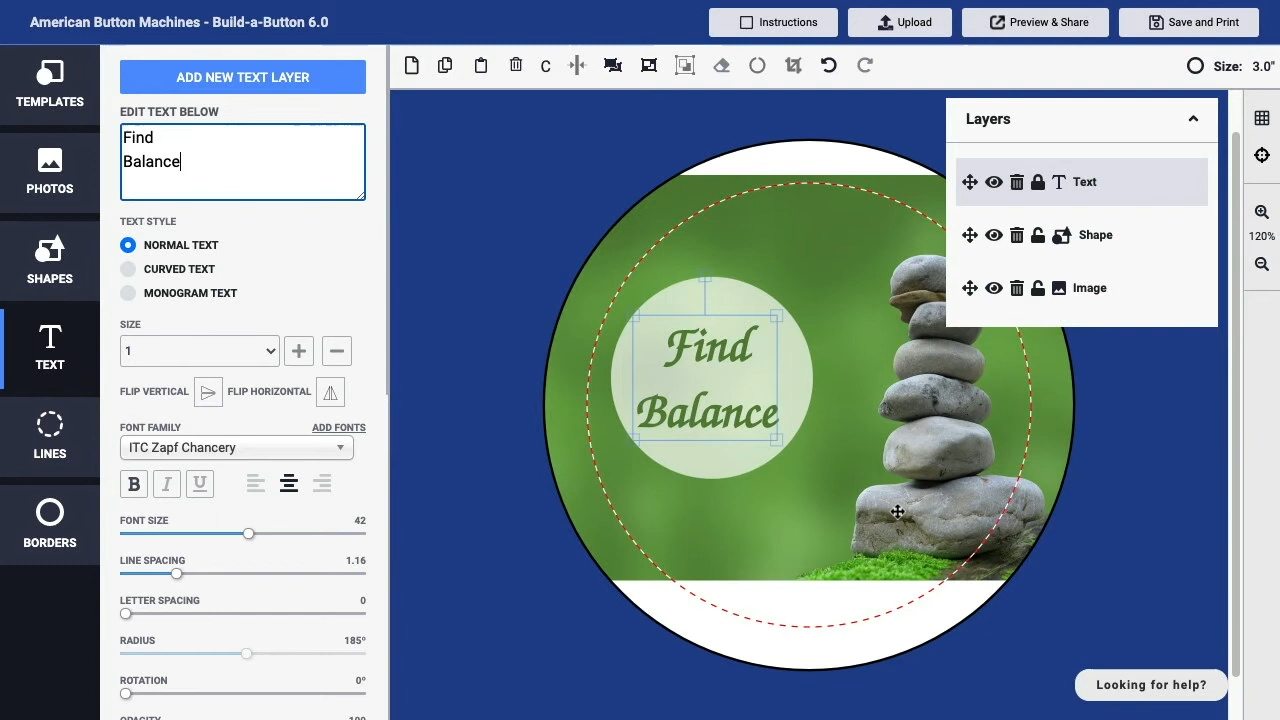 American Button Machines - Build-a-Button 6.0
Instructions
Upload
Preview & Share
Save and Print
TEMPLATES
PHOTOS
SHAPES
TEXT
LINES
BORDERS
ADD NEW TEXT LAYER
EDIT TEXT BELOW
Find
Balance
TEXT STYLE
NORMAL TEXT
CURVED TEXT
MONOGRAM TEXT
SIZE
1
FLIP VERTICAL
FLIP HORIZONTAL
FONT FAMILY ADD FONTS
ITC Zapf Chancery
B I U
FONT SIZE 42
LINE SPACING 1.16
LETTER SPACING 0
RADIUS 185º
ROTATION 0º
C
Size: 3.0"
Layers
Text
Shape
Image
120%
Find
Balance
Looking for help?